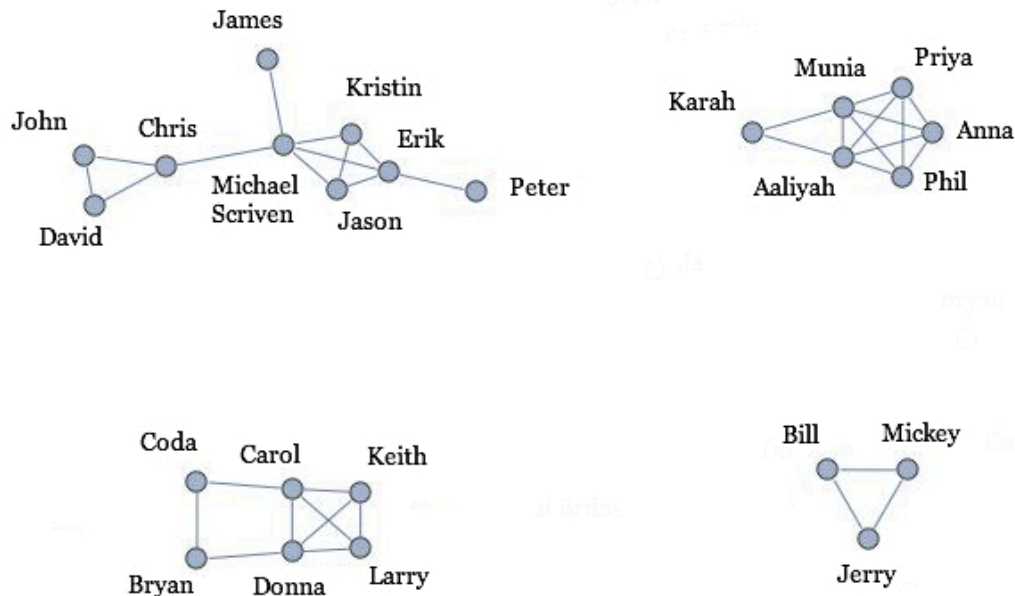 James
Kristin
John
Chris
Erik
Michael
Scriven
Peter
David
Jason
Munia
Priya
Karah
Anna
Aaliyah
Phil
Coda
Carol
Keith
Bryan
Donna
Larry
Bill
Mickey
Jerry
Bryan